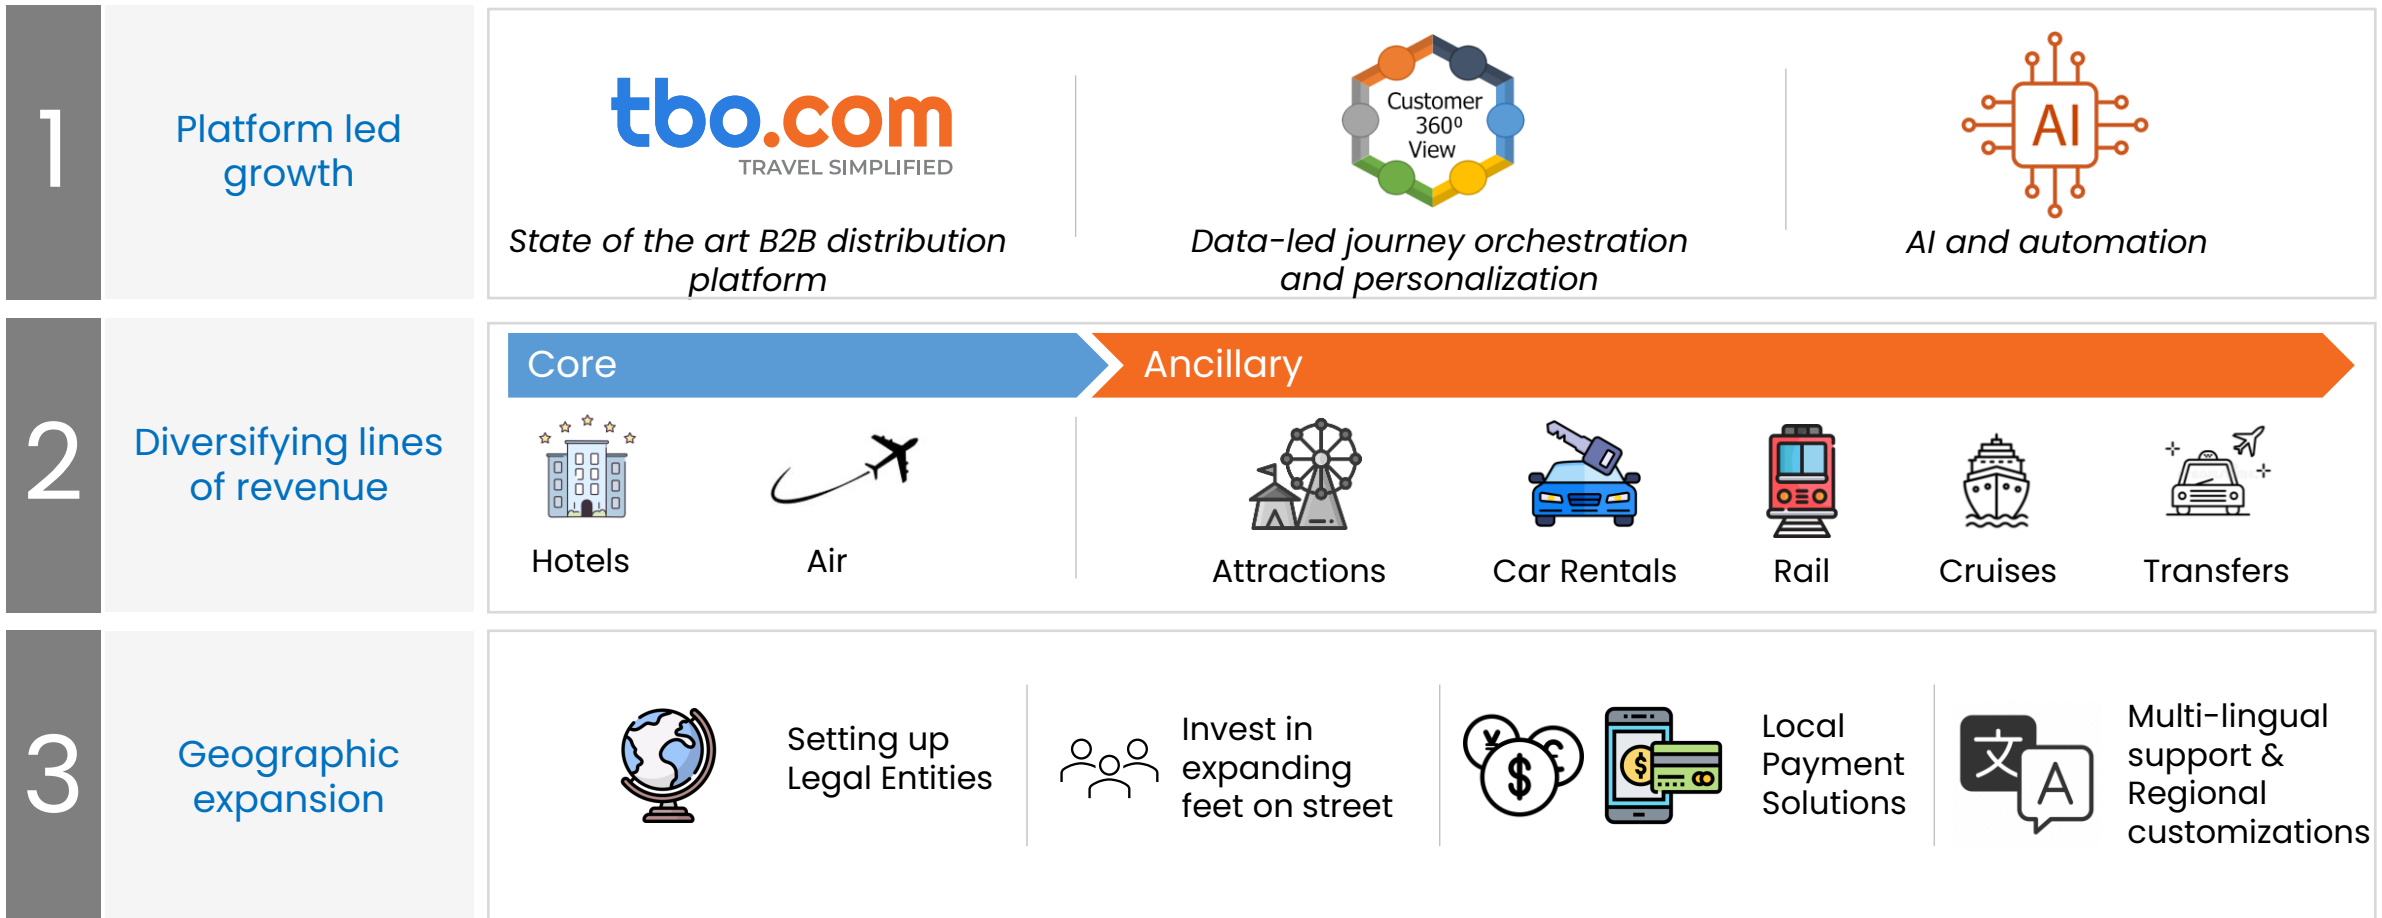 1
Platform led
growth
tbo.com
TRAVEL SIMPLIFIED
State of the art B2B distribution
platform
Customer
360º
View
Data-led journey orchestration
and personalization
AI
AI and automation
2
Diversifying lines
of revenue
Core
Ancillary
Hotels
Air
Attractions
Car Rentals
Rail
Cruises
Transfers
3
Geographic
expansion
Setting up
Legal Entities
Invest in
expanding
feet on street
¥
$
£
$
Local
Payment
Solutions
文
A
Multi-lingual
support &
Regional
customizations